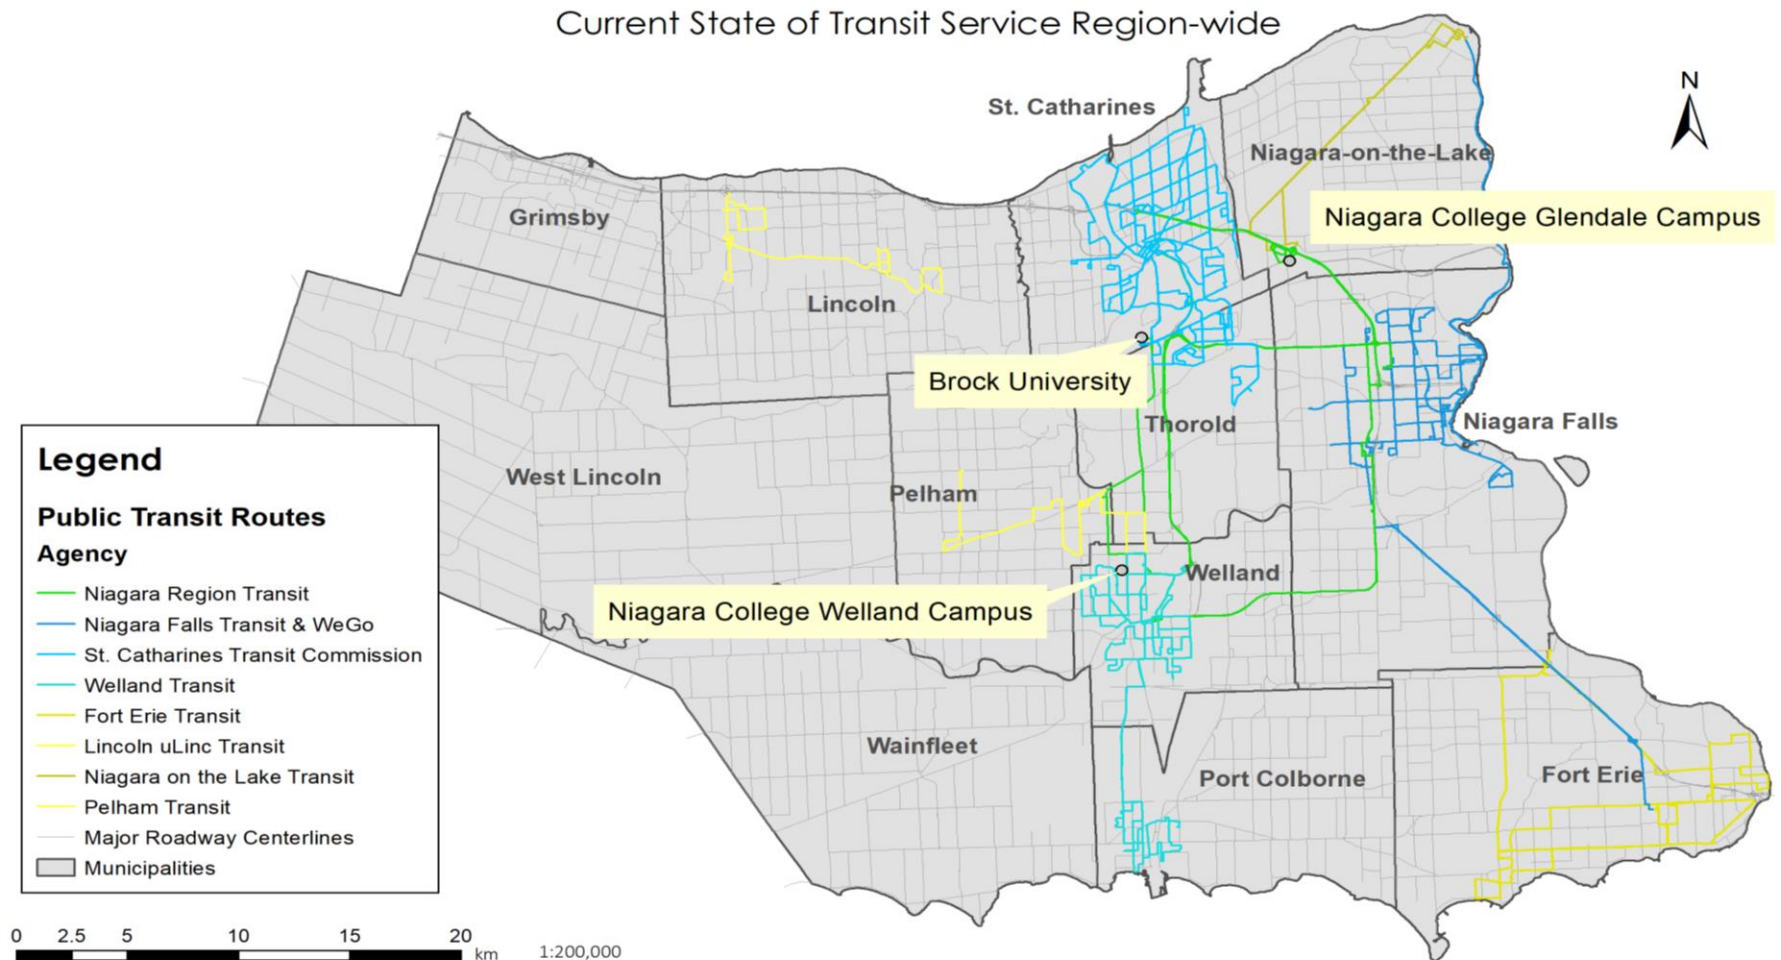 Current State of Transit Service Region-wide
N
St. Catharines
Niagara-on-the-Lake
Niagara College Glendale Campus
Grimsby
Lincoln
Brock University
Thorold
Niagara Falls
West Lincoln
Pelham
Welland
Niagara College Welland Campus
Wainfleet
Port Colborne
Fort Erie
Legend
Public Transit Routes
Agency
Niagara Region Transit
Niagara Falls Transit & WeGo
St. Catharines Transit Commission
Welland Transit
Fort Erie Transit
Lincoln uLinc Transit
Niagara on the Lake Transit
Pelham Transit
Major Roadway Centerlines
Municipalities
0 2.5 5 10 15 20
km
1:200,000